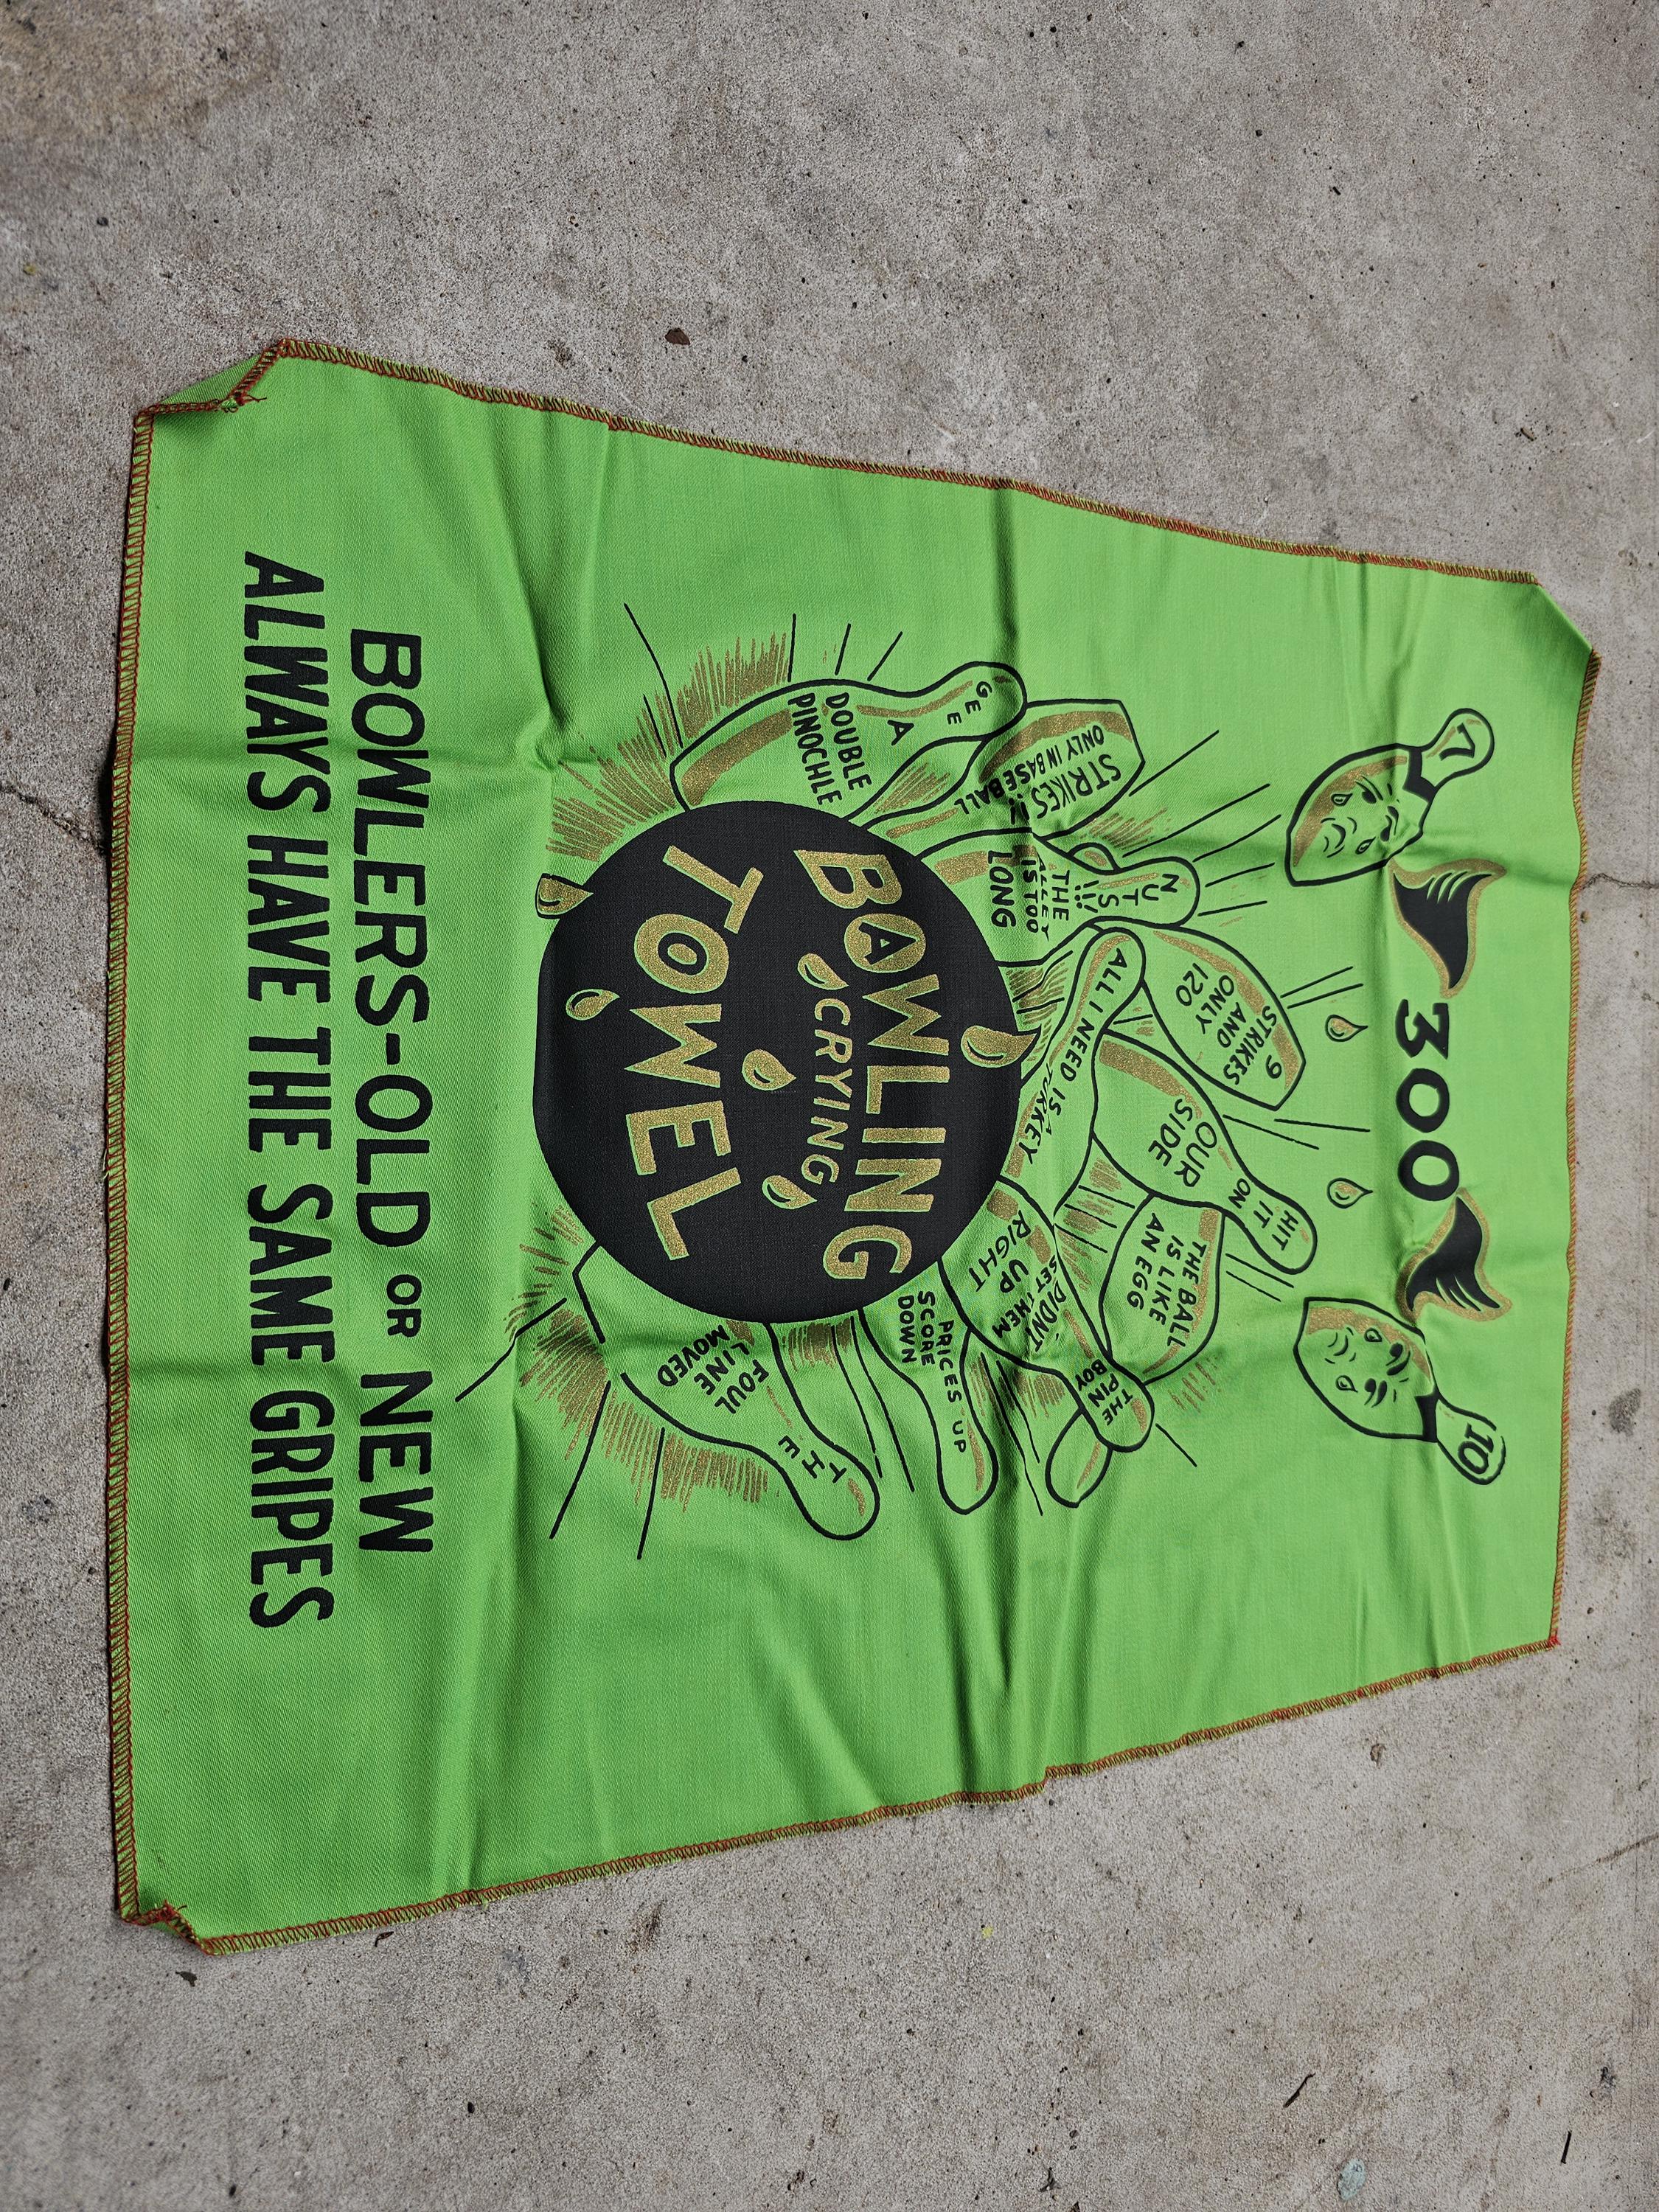 7
300
10
GEE
A
DOUBLE
PINOCHLE
STRIKES!!
ONLY IN BASEBALL
NUTS
!!!
THE
ALLEY
IS TOO
LONG
9
STRIKES
AND
ONLY
120
ALL I NEED IS A
TURKEY
HIT
ON IT
OUR
SIDE
THE BALL
IS LIKE
AN EGG
THE
PIN
BOY
DIDN'T
SET THEM
UP
RIGHT
PRICES UP
SCORE
DOWN
THE
FOUL
LINE
MOVED
BOWLING
CRYING
TOWEL
BOWLERS-OLD OR NEW
ALWAYS HAVE THE SAME GRIPES